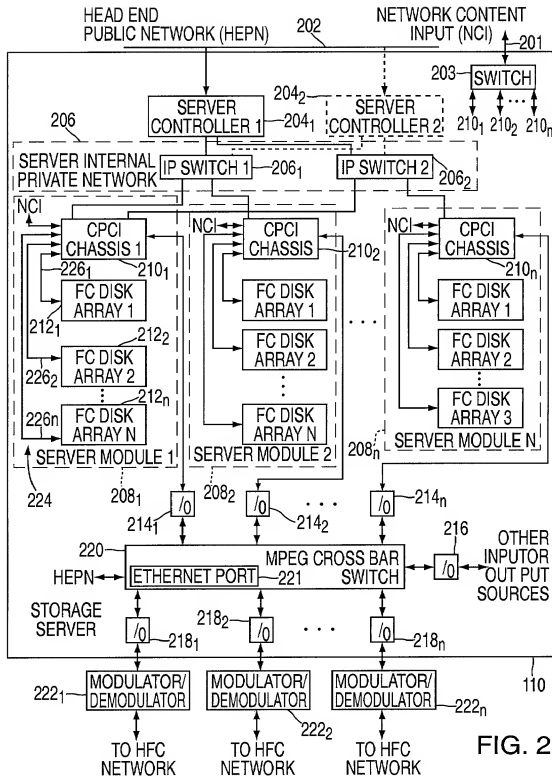 HEAD END
PUBLIC NETWORK (HEPN)
202
NETWORK CONTENT
INPUT (NCI)
201
203
SWITCH
210₁ 210₂ 210ₙ
SERVER
CONTROLLER 1
204₁
204₂
SERVER
CONTROLLER 2
206
SERVER INTERNAL
PRIVATE NETWORK
IP SWITCH 1
206₁
IP SWITCH 2
206₂
NCI
CPCI
CHASSIS 1
226₁
210₁
FC DISK
ARRAY 1
212₁
212₂
FC DISK
ARRAY 2
226₂
212ₙ
226ₙ
FC DISK
ARRAY N
SERVER MODULE 1
224
208₁
NCI
CPCI
CHASSIS
210₂
FC DISK
ARRAY 1
FC DISK
ARRAY 2
FC DISK
ARRAY N
SERVER MODULE 2
208₂
NCI
CPCI
CHASSIS
210ₙ
FC DISK
ARRAY 1
FC DISK
ARRAY 2
FC DISK
ARRAY 3
SERVER MODULE N
208ₙ
I/O
214₁
I/O
214₂
I/O
214ₙ
220
MPEG CROSS BAR
SWITCH
HEPN
ETHERNET PORT
221
216
I/O
OTHER
INPUTOR
OUT PUT
SOURCES
STORAGE
SERVER
I/O
218₁
218₂
I/O
I/O
218ₙ
110
222₁
MODULATOR/
DEMODULATOR
MODULATOR/
DEMODULATOR
222₂
MODULATOR/
DEMODULATOR
222ₙ
TO HFC
NETWORK
TO HFC
NETWORK
TO HFC
NETWORK
FIG. 2